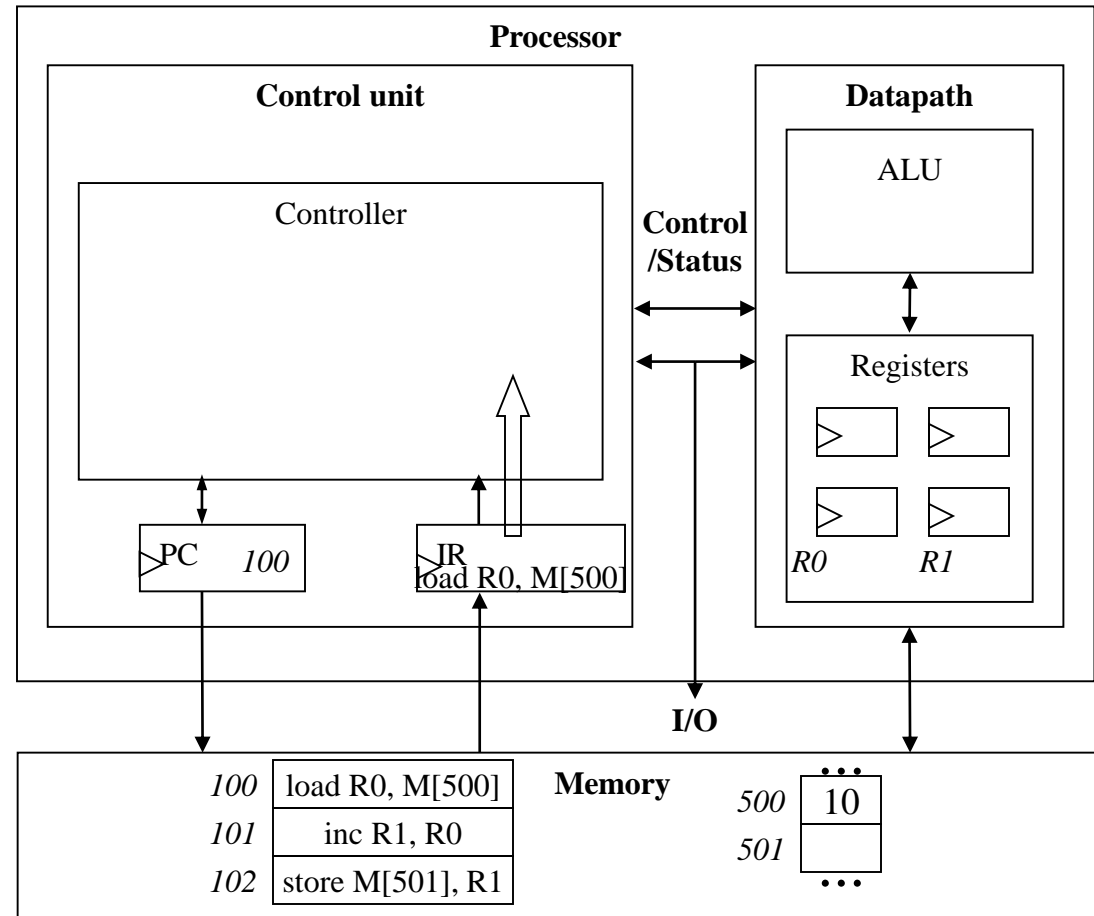 Processor
Control unit
Datapath
ALU
Controller
Control
/Status
Registers
R0
R1
PC
100
IR
load R0, M[500]
I/O
Memory
100
load R0, M[500]
101
inc R1, R0
102
store M[501], R1
...
500
10
501
...